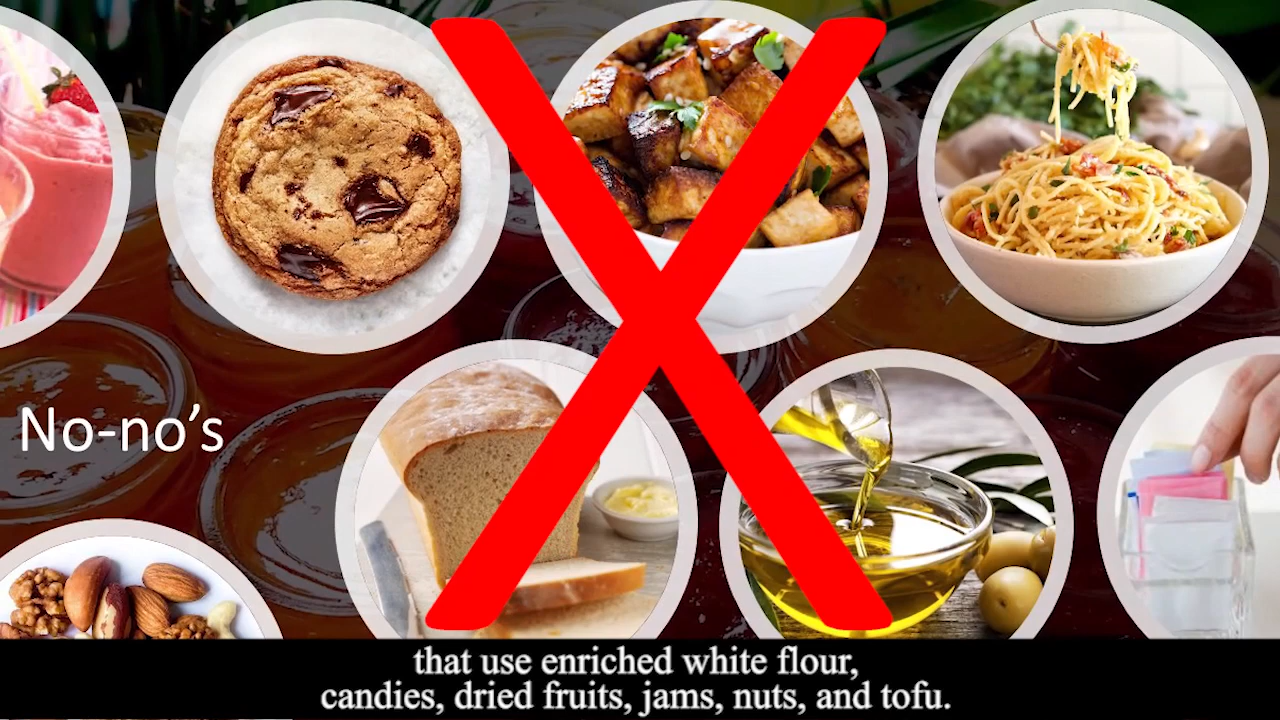 No-no’s
that use enriched white flour,
candies, dried fruits, jams, nuts, and tofu.